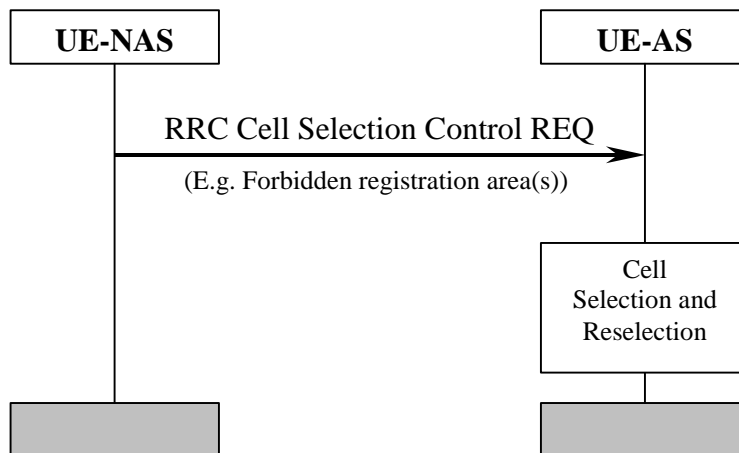 UE-NAS
UE-AS
RRC Cell Selection Control REQ
(E.g. Forbidden registration area(s))
Cell
Selection and
Reselection